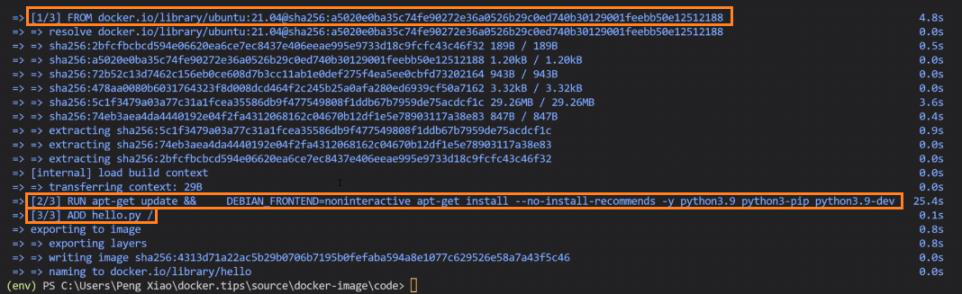 => [1/3] FROM docker.io/library/ubuntu:21.04@sha256:a5020e0ba35c74fe90272e36a0526b29c0ed740b30129001feebb50e12512188 4.8s
=> => resolve docker.io/library/ubuntu:21.04@sha256:a5020e0ba35c74fe90272e36a0526b29c0ed740b30129001feebb50e12512188 0.0s
=> => sha256:2bfcfbcbcd594e06620ea6ce7ec8437e406eeae995e9733d18c9fcfc43c46f32 189B / 189B 0.5s
=> => sha256:a5020e0ba35c74fe90272e36a0526b29c0ed740b30129001feebb50e12512188 1.20kB / 1.20kB 0.0s
=> => sha256:72b52c13d7462c156eb0ce608d7b3cc11ab1e0def275f4ea5ee0cbfd73202164 943B / 943B 0.0s
=> => sha256:478aa0080b6031764323f8d008dcd464f2c245b25a0afa280ed6939cf50a7162 3.32kB / 3.32kB 0.0s
=> => sha256:5c1f3479a03a77c31a1fcea35586db9f477549808f1ddb67b7959de75acdcf1c 29.26MB / 29.26MB 3.6s
=> => sha256:74eb3aea4da4440192e04f2fa4312068162c04670b12df1e5e78903117a38e83 847B / 847B 0.4s
=> => extracting sha256:5c1f3479a03a77c31a1fcea35586db9f477549808f1ddb67b7959de75acdcf1c 0.9s
=> => extracting sha256:74eb3aea4da4440192e04f2fa4312068162c04670b12df1e5e78903117a38e83 0.0s
=> => extracting sha256:2bfcfbcbcd594e06620ea6ce7ec8437e406eeae995e9733d18c9fcfc43c46f32 0.0s
=> [internal] load build context 0.0s
=> => transferring context: 29B 0.0s
=> [2/3] RUN apt-get update &&     DEBIAN_FRONTEND=noninteractive apt-get install --no-install-recommends -y python3.9 python3-pip python3.9-dev 25.4s
=> [3/3] ADD hello.py / 0.1s
=> exporting to image 0.8s
=> => exporting layers 0.8s
=> => writing image sha256:4313d71a22ac5b29b0706b7195b0fefaba594a8e1077c629526e58a7a43f5c46 0.0s
=> => naming to docker.io/library/hello 0.0s
(env) PS C:\Users\Peng Xiao\docker.tips\source\docker-image\code>